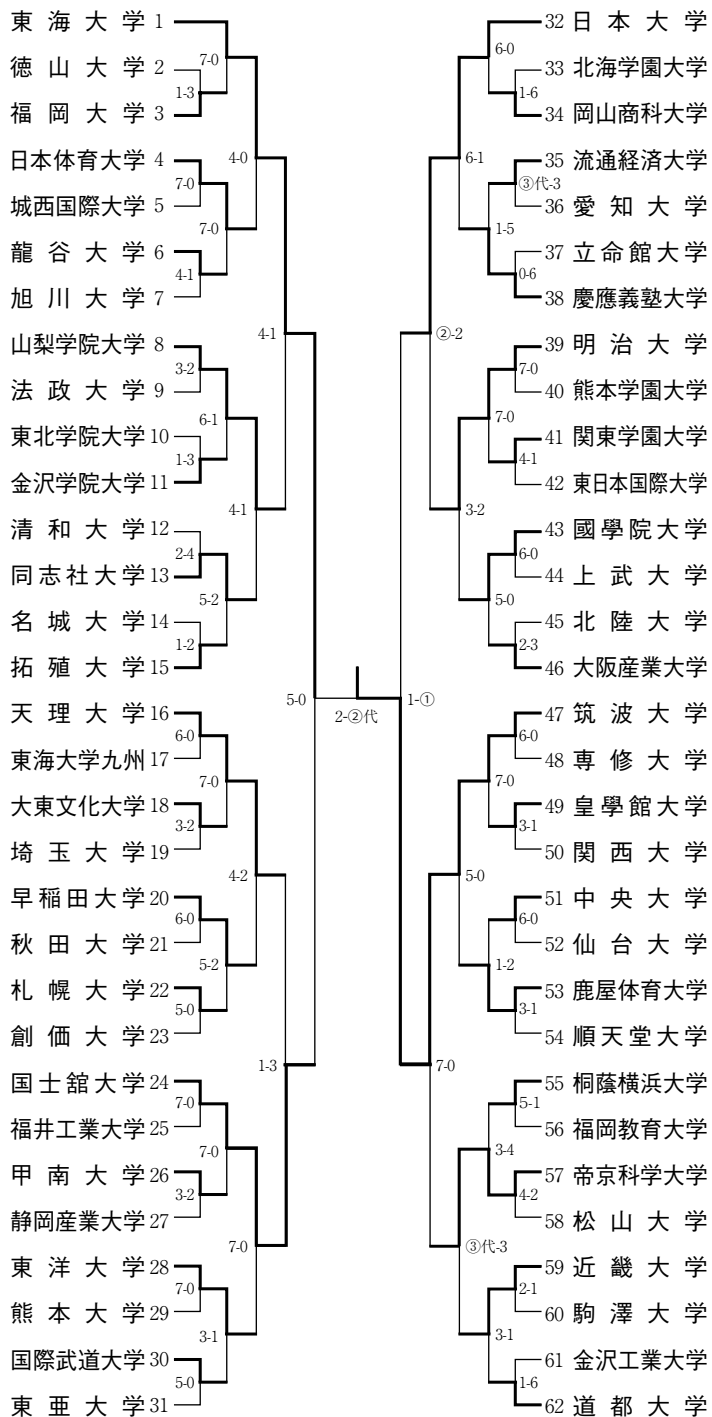 東海大学 1
7-0
徳山大学 2
1-3
福岡大学 3
4-0
日本体育大学 4
7-0
城西国際大学 5
7-0
龍谷大学 6
4-1
旭川大学 7
4-1
山梨学院大学 8
3-2
法政大学 9
6-1
東北学院大学 10
1-3
金沢学院大学 11
4-1
清和大学 12
2-4
同志社大学 13
5-2
名城大学 14
1-2
拓殖大学 15
5-0
天理大学 16
6-0
東海大学九州 17
7-0
大東文化大学 18
3-2
埼玉大学 19
4-2
早稲田大学 20
6-0
秋田大学 21
5-2
札幌大学 22
5-0
創価大学 23
1-3
国士舘大学 24
7-0
福井工業大学 25
7-0
甲南大学 26
3-2
静岡産業大学 27
7-0
東洋大学 28
7-0
熊本大学 29
3-1
国際武道大学 30
5-0
東亜大学 31
2-②代
32 日本大学
6-0
33 北海学園大学
1-6
34 岡山商科大学
6-1
35 流通経済大学
③代-3
36 愛知大学
1-5
37 立命館大学
0-6
38 慶應義塾大学
②-2
39 明治大学
7-0
40 熊本学園大学
7-0
41 関東学園大学
4-1
42 東日本国際大学
3-2
43 國學院大学
6-0
44 上武大学
5-0
45 北陸大学
2-3
46 大阪産業大学
1-①
47 筑波大学
6-0
48 専修大学
7-0
49 皇學館大学
3-1
50 関西大学
5-0
51 中央大学
6-0
52 仙台大学
1-2
53 鹿屋体育大学
3-1
54 順天堂大学
7-0
55 桐蔭横浜大学
5-1
56 福岡教育大学
3-4
57 帝京科学大学
4-2
58 松山大学
③代-3
59 近畿大学
2-1
60 駒澤大学
3-1
61 金沢工業大学
1-6
62 道都大学